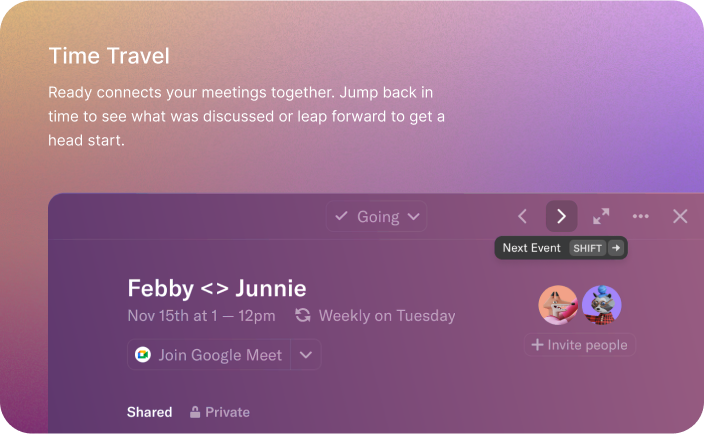 Time Travel
Ready connects your meetings together. Jump back in
time to see what was discussed or leap forward to get a
head start.
Going
Next Event SHIFT →
Febby <> Junnie
Nov 15th at 1 — 12pm Weekly on Tuesday
+ Invite people
Join Google Meet
Shared Private